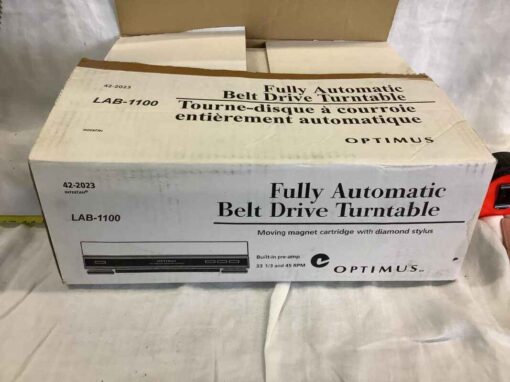 42-2023
LAB-1100
Fully Automatic
Belt Drive Turntable
Tourne-disque à courroie
entièrement automatique
OPTIMUS
42-2023
LAB-1100
Fully Automatic
Belt Drive Turntable
Moving magnet cartridge with diamond stylus
Built-in pre-amp
33 1/3 and 45 RPM
OPTIMUS